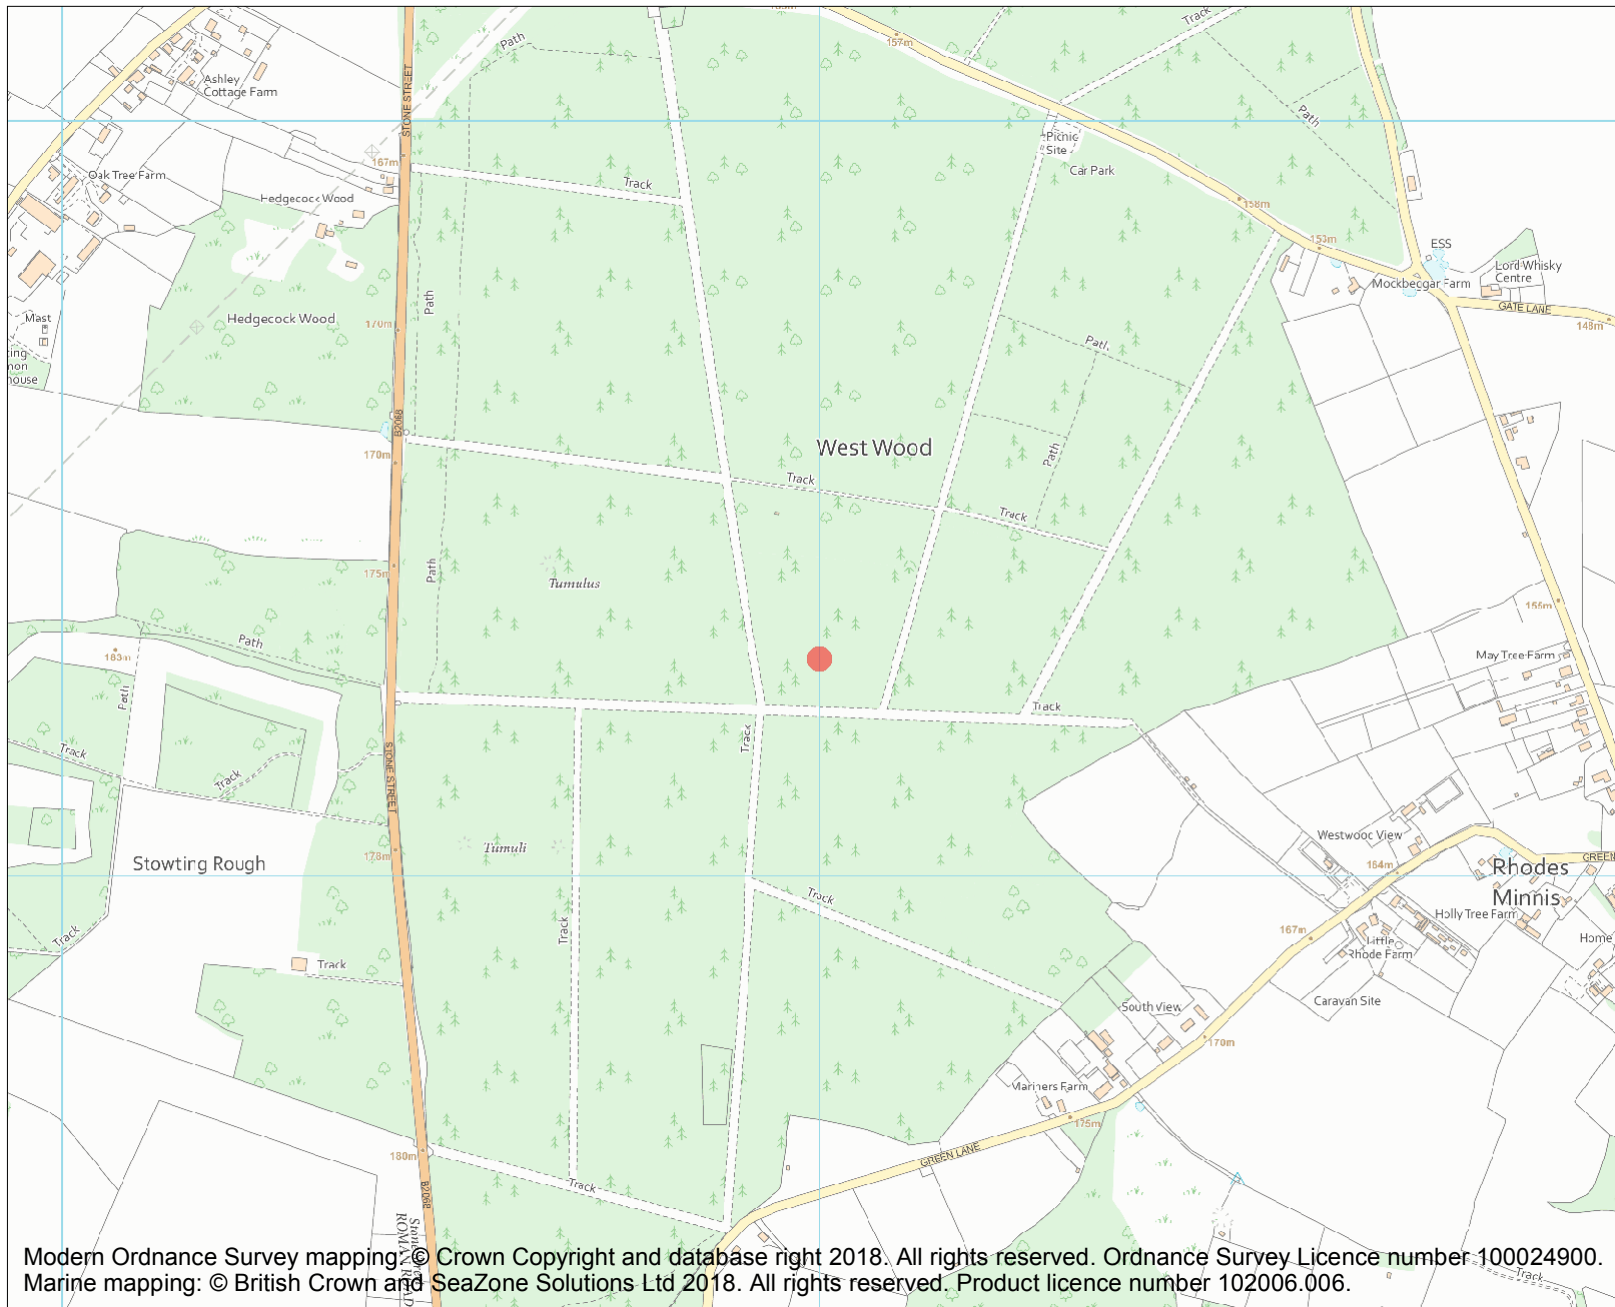 Path
Track
157m
Ashley
Cottage Farm
STONE STREET
Path
Picnic
Site
167m
Oak Tree Farm
Track
Car Park
Hedgecock Wood
158m
153m
ESS
Lord Whisky
Centre
Mockbeggar Farm
Path
GATE LANE
Mast
Hedgecock Wood
170m
148m
Path
B2068
West Wood
170m
Path
Track
Track
175m
Path
Tumulus
155m
Path
183m
May Tree Farm
Path
Track
Track
Track
Track
STONE STREET
Westwood View
Tumuli
178m
Stowting Rough
164m
GREEN
Rhodes
Minnis
Track
Holly Tree Farm
Track
Track
167m
Little
Rhode Farm
Home
Track
Caravan Site
South View
170m
Mariners Farm
175m
180m
GREEN LANE
Track
B2068
ROMAN ROAD
Modern Ordnance Survey mapping: © Crown Copyright and database right 2018. All rights reserved. Ordnance Survey Licence number 100024900.
Marine mapping: © British Crown and SeaZone Solutions Ltd 2018. All rights reserved. Product licence number 102006.006.
Track